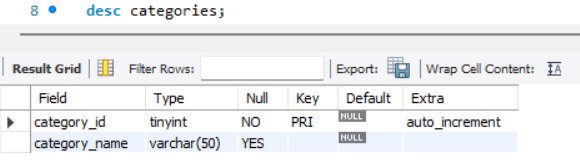 8 desc categories;
Result Grid Filter Rows: Export: Wrap Cell Content: IA
Field Type Null Key Default Extra
category_id tinyint NO PRI NULL auto_increment
category_name varchar(50) YES NULL